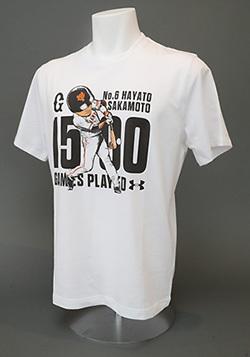 G No.6 HAYATO
SAKAMOTO
1500
GAMES PLAYED